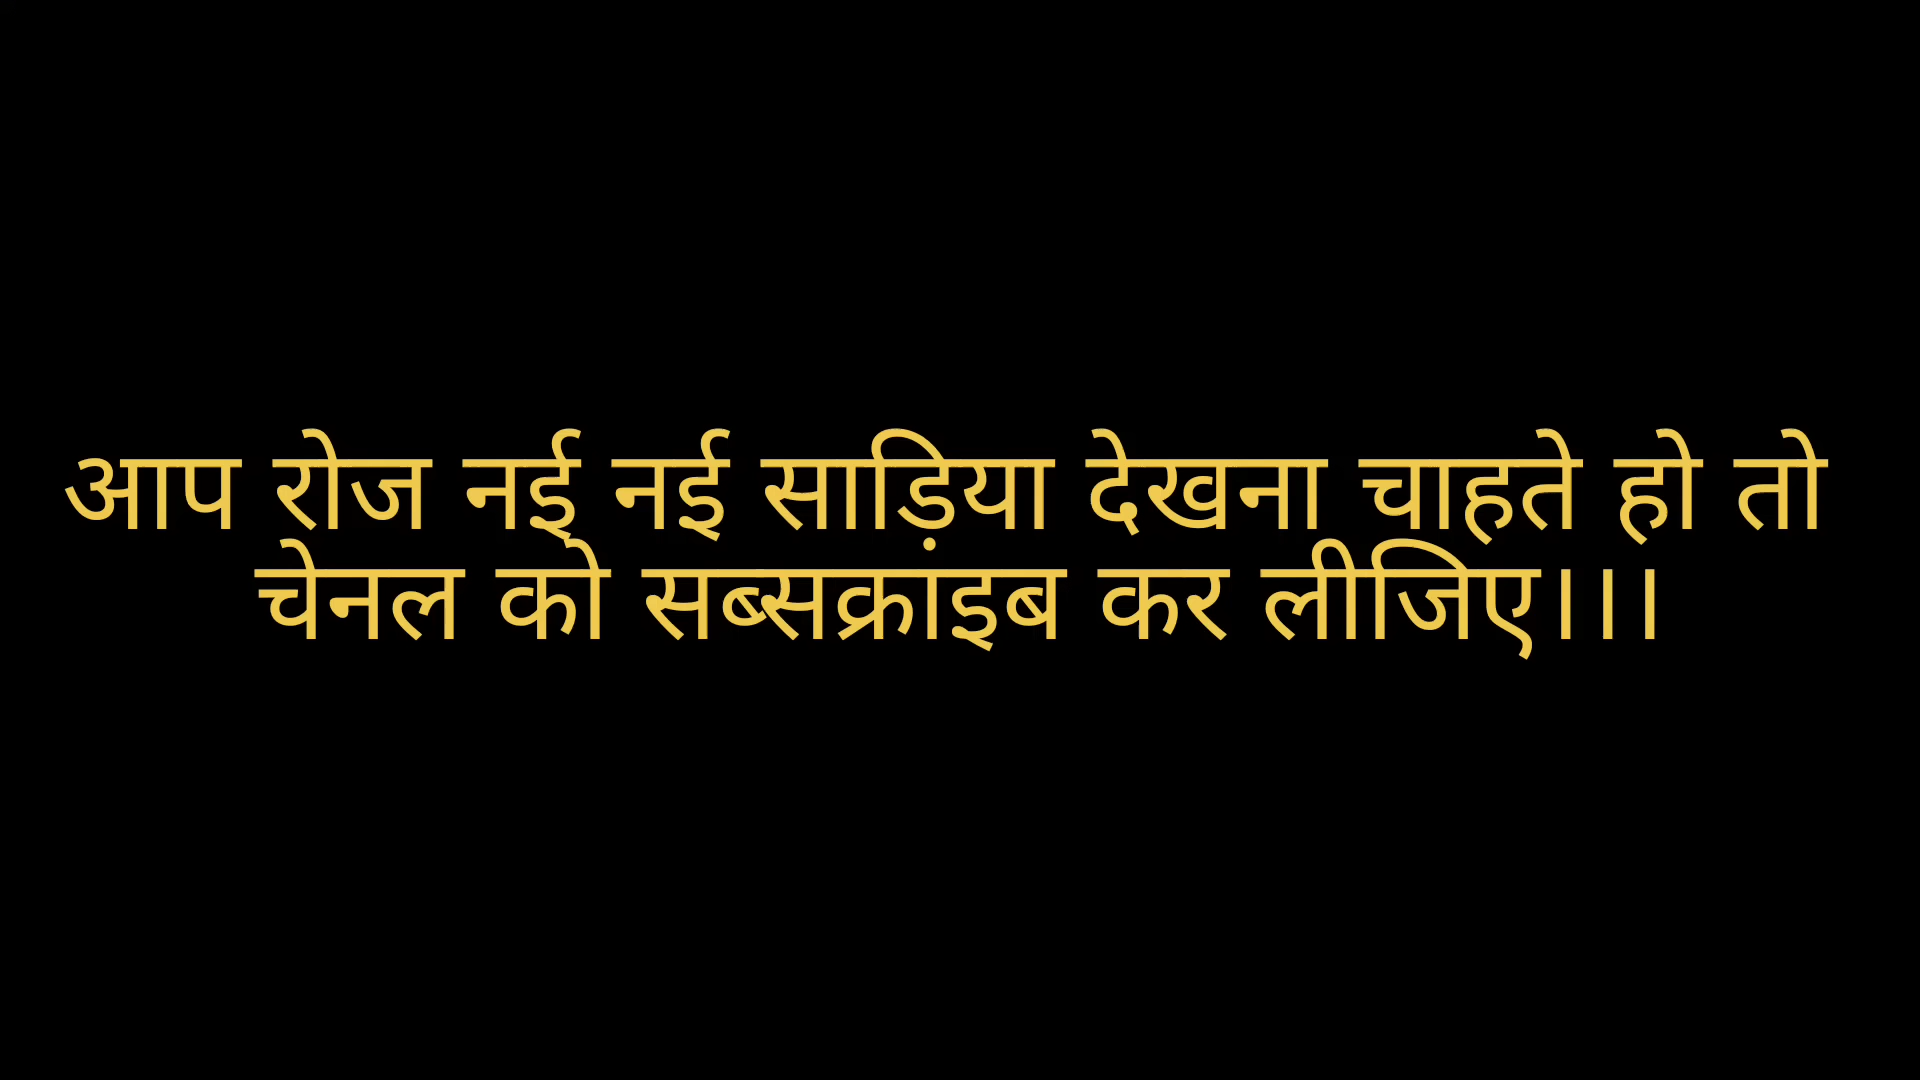 आप रोज नई नई साड़िया देखना चाहते हो तो
चेनल को सब्सक्राइब कर लीजिए।।।